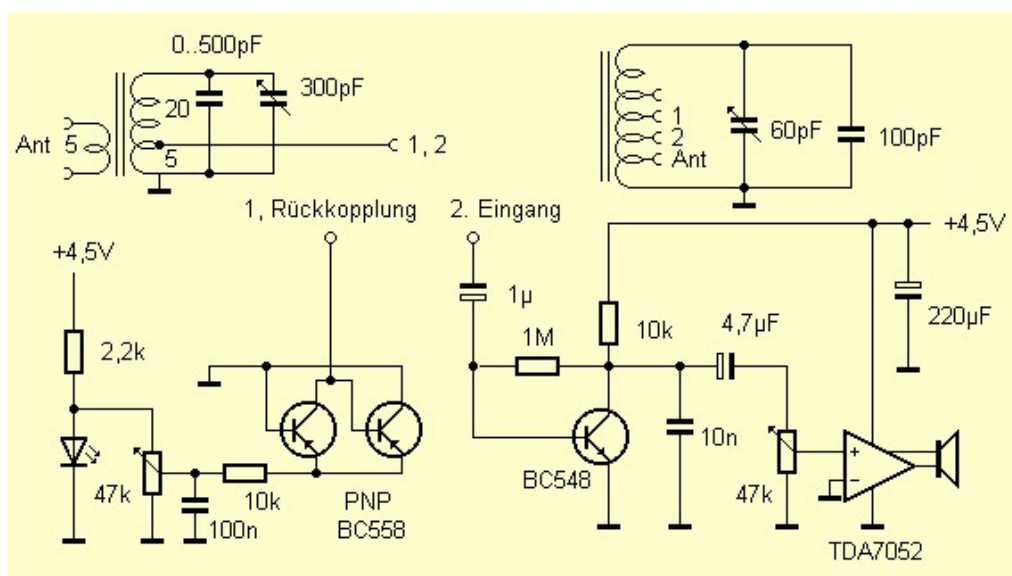 0..500pF
300pF
20
Ant 5
5
1, 2
1
2
Ant
60pF
100pF
1, Rückkopplung
2. Eingang
+4,5V
+4,5V
1µ
2,2k
1M
10k
4,7µF
220µF
10n
47k
10k
100n
PNP
BC558
BC548
47k
+
−
TDA7052